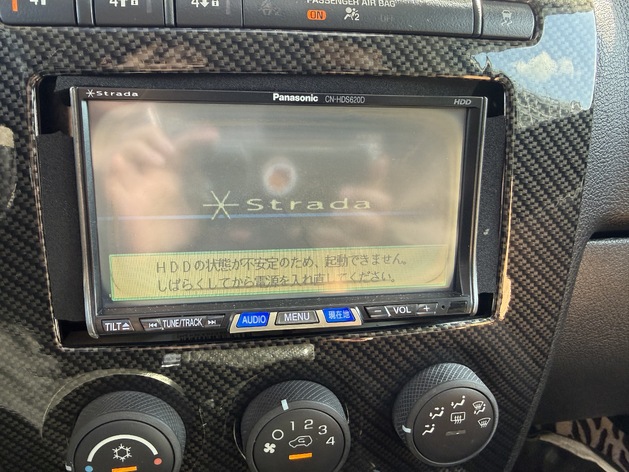 4↑
4⇓
PASSENGER AIR BAG
ON
2
Strada
Panasonic CN-HDS620D
HDD
Strada
HDDの状態が不安定のため、起動できません。
しばらくしてから電源を入れ直してください。
TILT
TUNE/TRACK
AUDIO
MENU
現在地
− VOL +
0 1 2 3 4